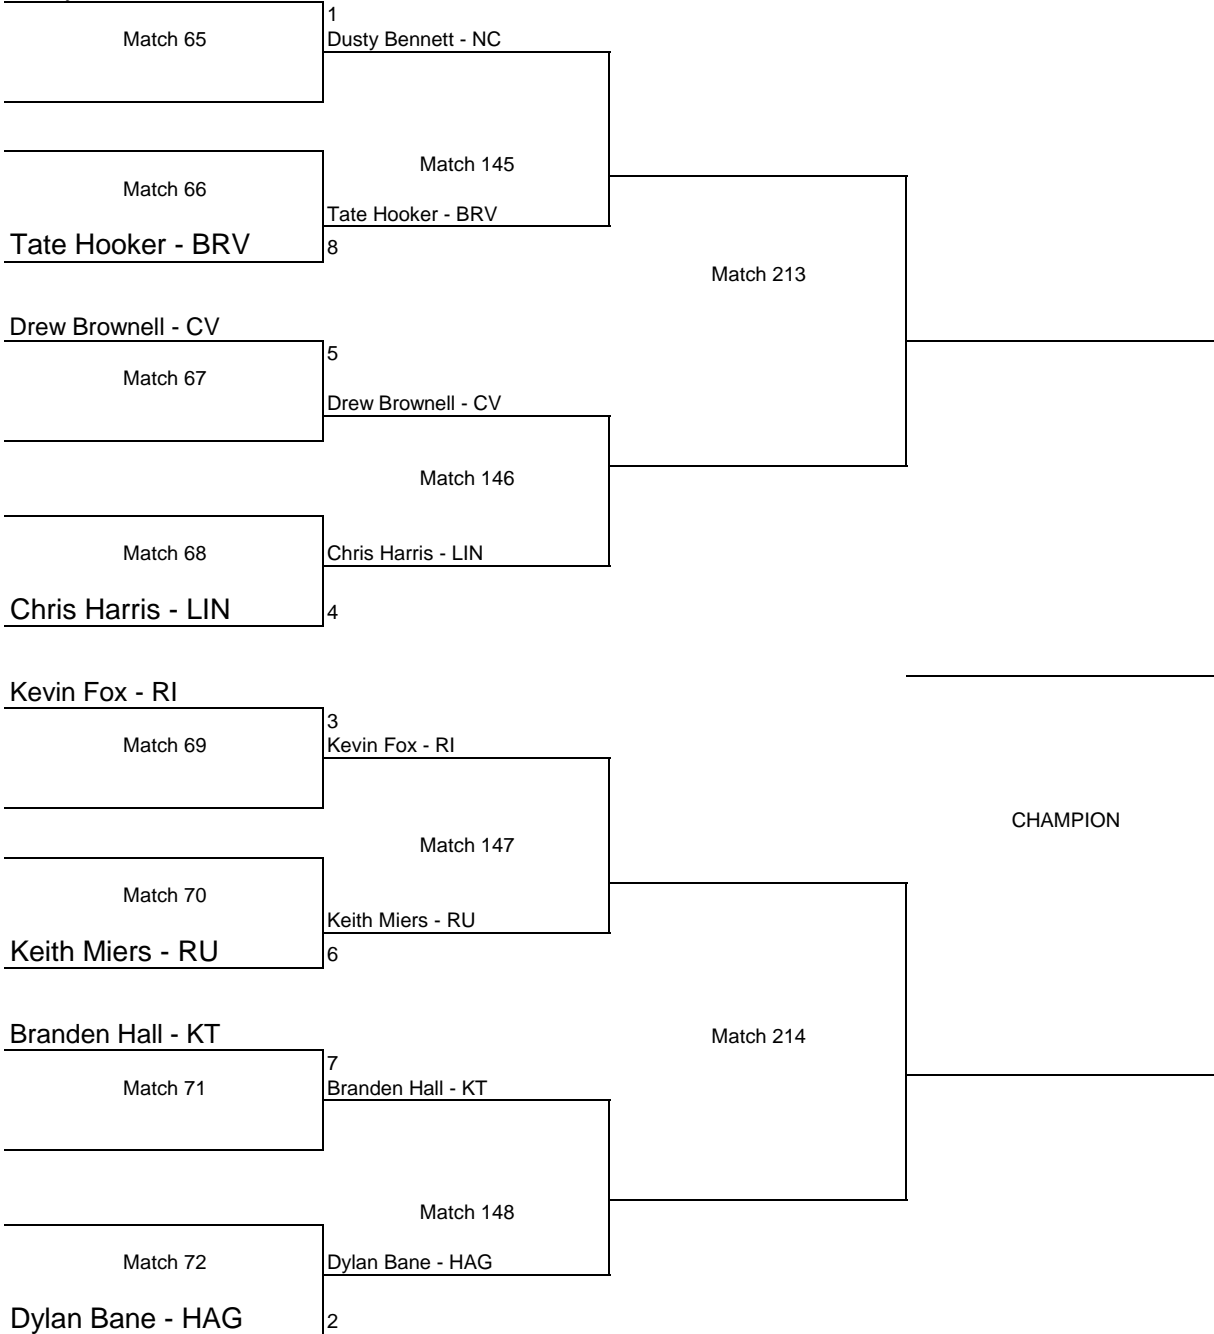 1
Match 65
Dusty Bennett - NC
Match 145
Match 66
Tate Hooker - BRV
Tate Hooker - BRV
8
Match 213
Drew Brownell - CV
5
Match 67
Drew Brownell - CV
Match 146
Match 68
Chris Harris - LIN
Chris Harris - LIN
4
Kevin Fox - RI
3
Match 69
Kevin Fox - RI
CHAMPION
Match 147
Match 70
Keith Miers - RU
Keith Miers - RU
6
Branden Hall - KT
Match 214
7
Match 71
Branden Hall - KT
Match 148
Match 72
Dylan Bane - HAG
Dylan Bane - HAG
2